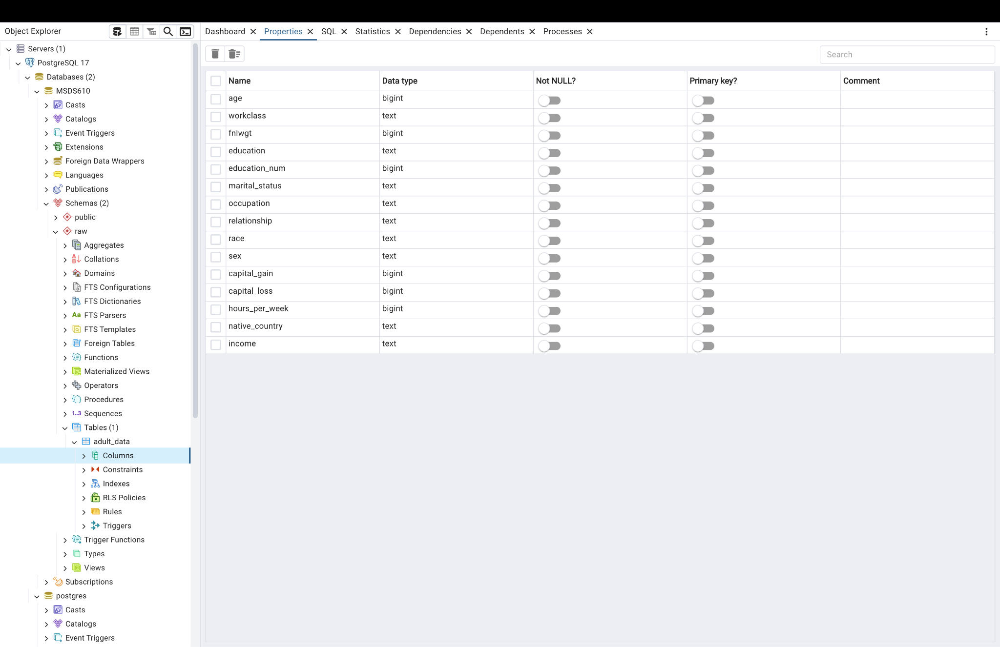 Object Explorer
Servers (1)
PostgreSQL 17
Databases (2)
MSDS610
Casts
Catalogs
Event Triggers
Extensions
Foreign Data Wrappers
Languages
Publications
Schemas (2)
public
raw
Aggregates
Collations
Domains
FTS Configurations
FTS Dictionaries
Aa FTS Parsers
FTS Templates
Foreign Tables
Functions
Materialized Views
Operators
Procedures
1..3 Sequences
Tables (1)
adult_data
Columns
Constraints
Indexes
RLS Policies
Rules
Triggers
Trigger Functions
Types
Views
Subscriptions
postgres
Casts
Catalogs
Event Triggers
Dashboard Properties SQL Statistics Dependencies Dependents Processes
Search
Name Data type Not NULL? Primary key? Comment
age bigint
workclass text
fnlwgt bigint
education text
education_num bigint
marital_status text
occupation text
relationship text
race text
sex text
capital_gain bigint
capital_loss bigint
hours_per_week bigint
native_country text
income text